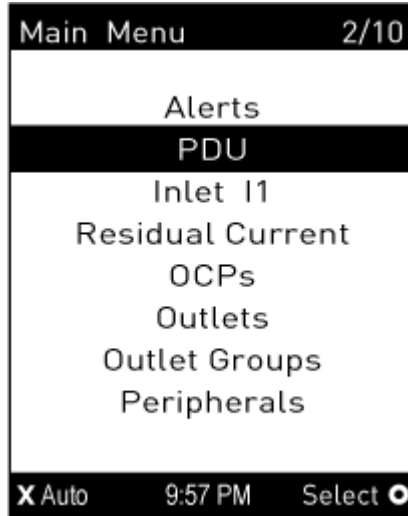 Main Menu 2/10
Alerts
PDU
Inlet I1
Residual Current
OCPs
Outlets
Outlet Groups
Peripherals
X Auto 9:57 PM Select O